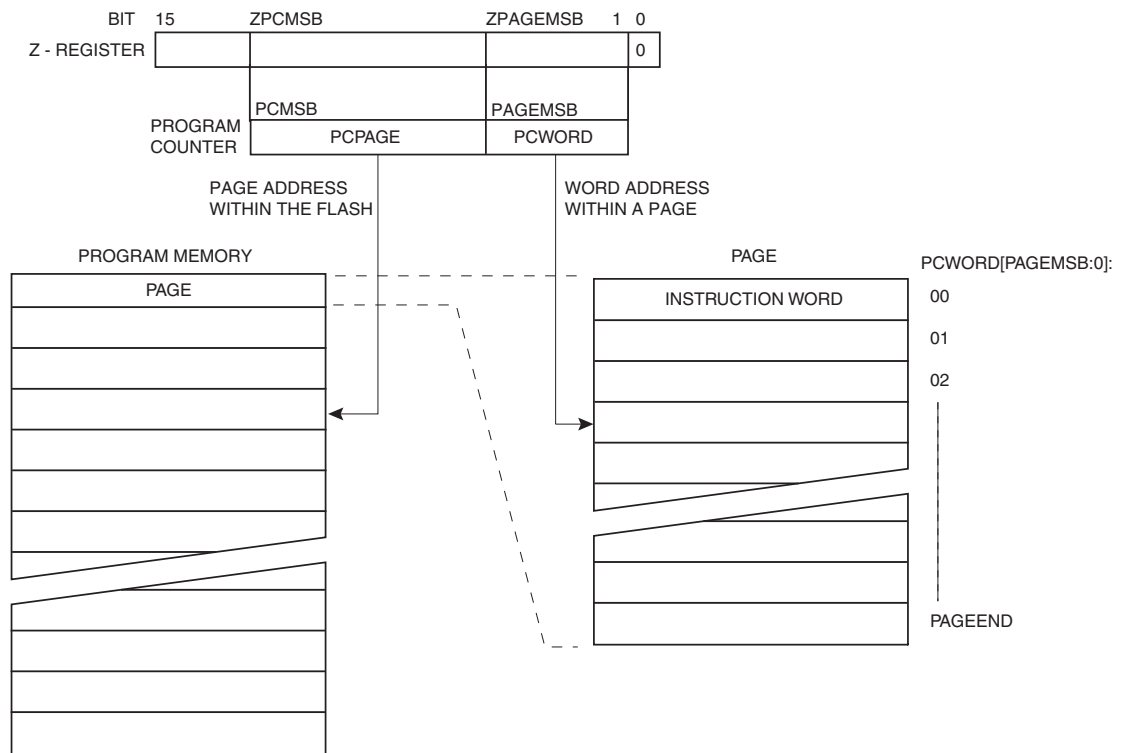 BIT 15 ZPCMSB ZPAGEMSB 1 0
Z - REGISTER 0
PCMSB PAGEMSB
PROGRAM
COUNTER
PCPAGE PCWORD
PAGE ADDRESS
WITHIN THE FLASH
WORD ADDRESS
WITHIN A PAGE
PROGRAM MEMORY
PAGE
PAGE
PCWORD[PAGEMSB:0]:
INSTRUCTION WORD 00
01
02
PAGEEND